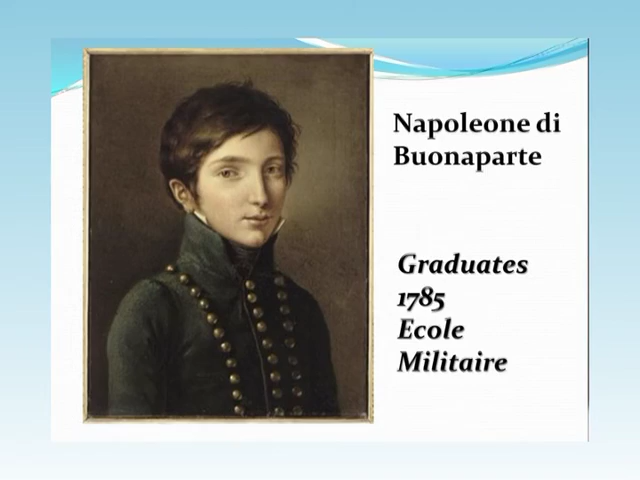 Napoleone di
Buonaparte
Graduates
1785
Ecole
Militaire